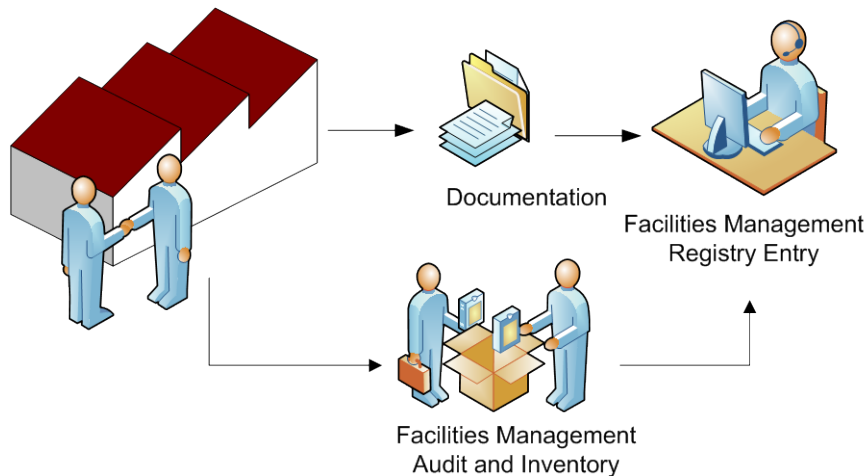 Documentation
Facilities Management
Registry Entry
Facilities Management
Audit and Inventory